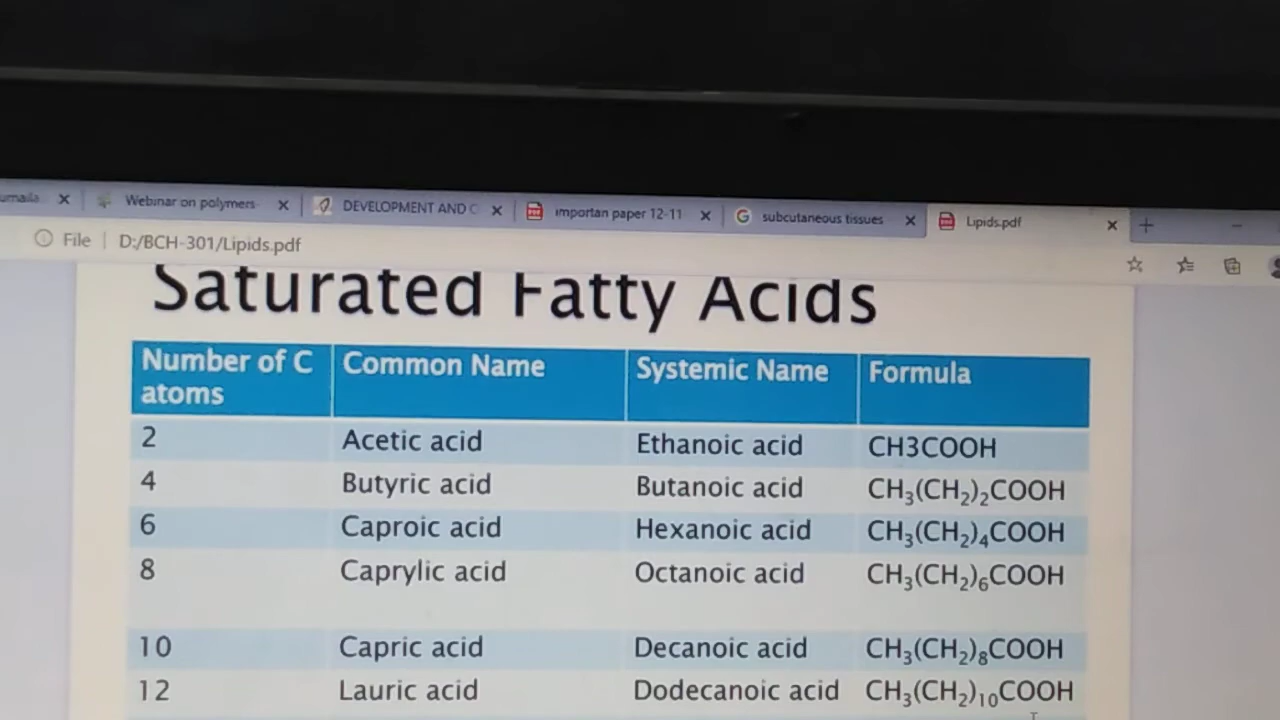 umaila
Webinar on polymers
DEVELOPMENT AND C
importan paper 12-11
subcutaneous tissues
Lipids.pdf
File | D:/BCH-301/Lipids.pdf
Saturated Fatty Acids
Number of C atoms Common Name Systemic Name Formula
2 Acetic acid Ethanoic acid CH3COOH
4 Butyric acid Butanoic acid CH₃(CH₂)₂COOH
6 Caproic acid Hexanoic acid CH₃(CH₂)₄COOH
8 Caprylic acid Octanoic acid CH₃(CH₂)₆COOH
10 Capric acid Decanoic acid CH₃(CH₂)₈COOH
12 Lauric acid Dodecanoic acid CH₃(CH₂)₁₀COOH